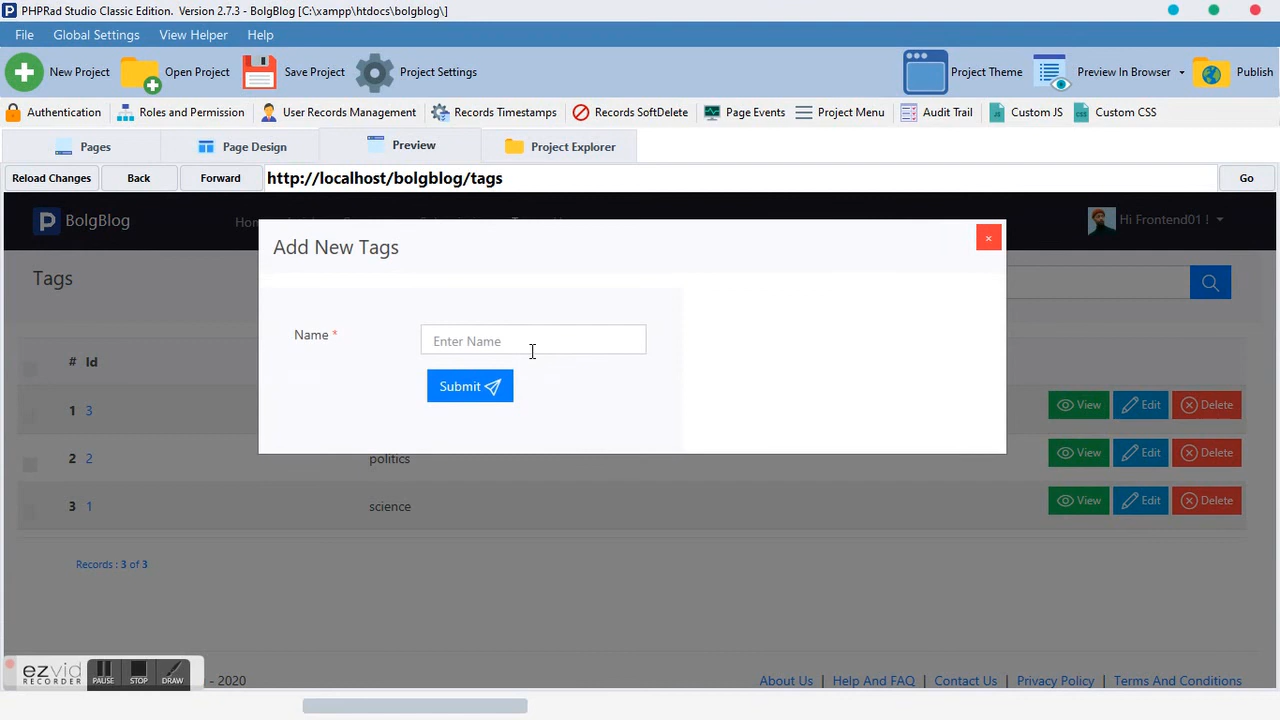 PHPRad Studio Classic Edition. Version 2.7.3 - BolgBlog [C:\xampp\htdocs\bolgblog\]
File Global Settings View Helper Help
New Project Open Project Save Project Project Settings Project Theme Preview In Browser Publish
Authentication Roles and Permission User Records Management Records Timestamps Records SoftDelete Page Events Project Menu Audit Trail Custom JS Custom CSS
Pages Page Design Preview Project Explorer
Reload Changes Back Forward http://localhost/bolgblog/tags Go
BolgBlog Hi Frontend01 !
Add New Tags ×
Tags
Name * Enter Name
# Id
Submit
1 3 View Edit Delete
2 2 politics View Edit Delete
3 1 science View Edit Delete
Records : 3 of 3
ezvid
RECORDER PAUSE STOP DRAW
- 2020 About Us | Help And FAQ | Contact Us | Privacy Policy | Terms And Conditions